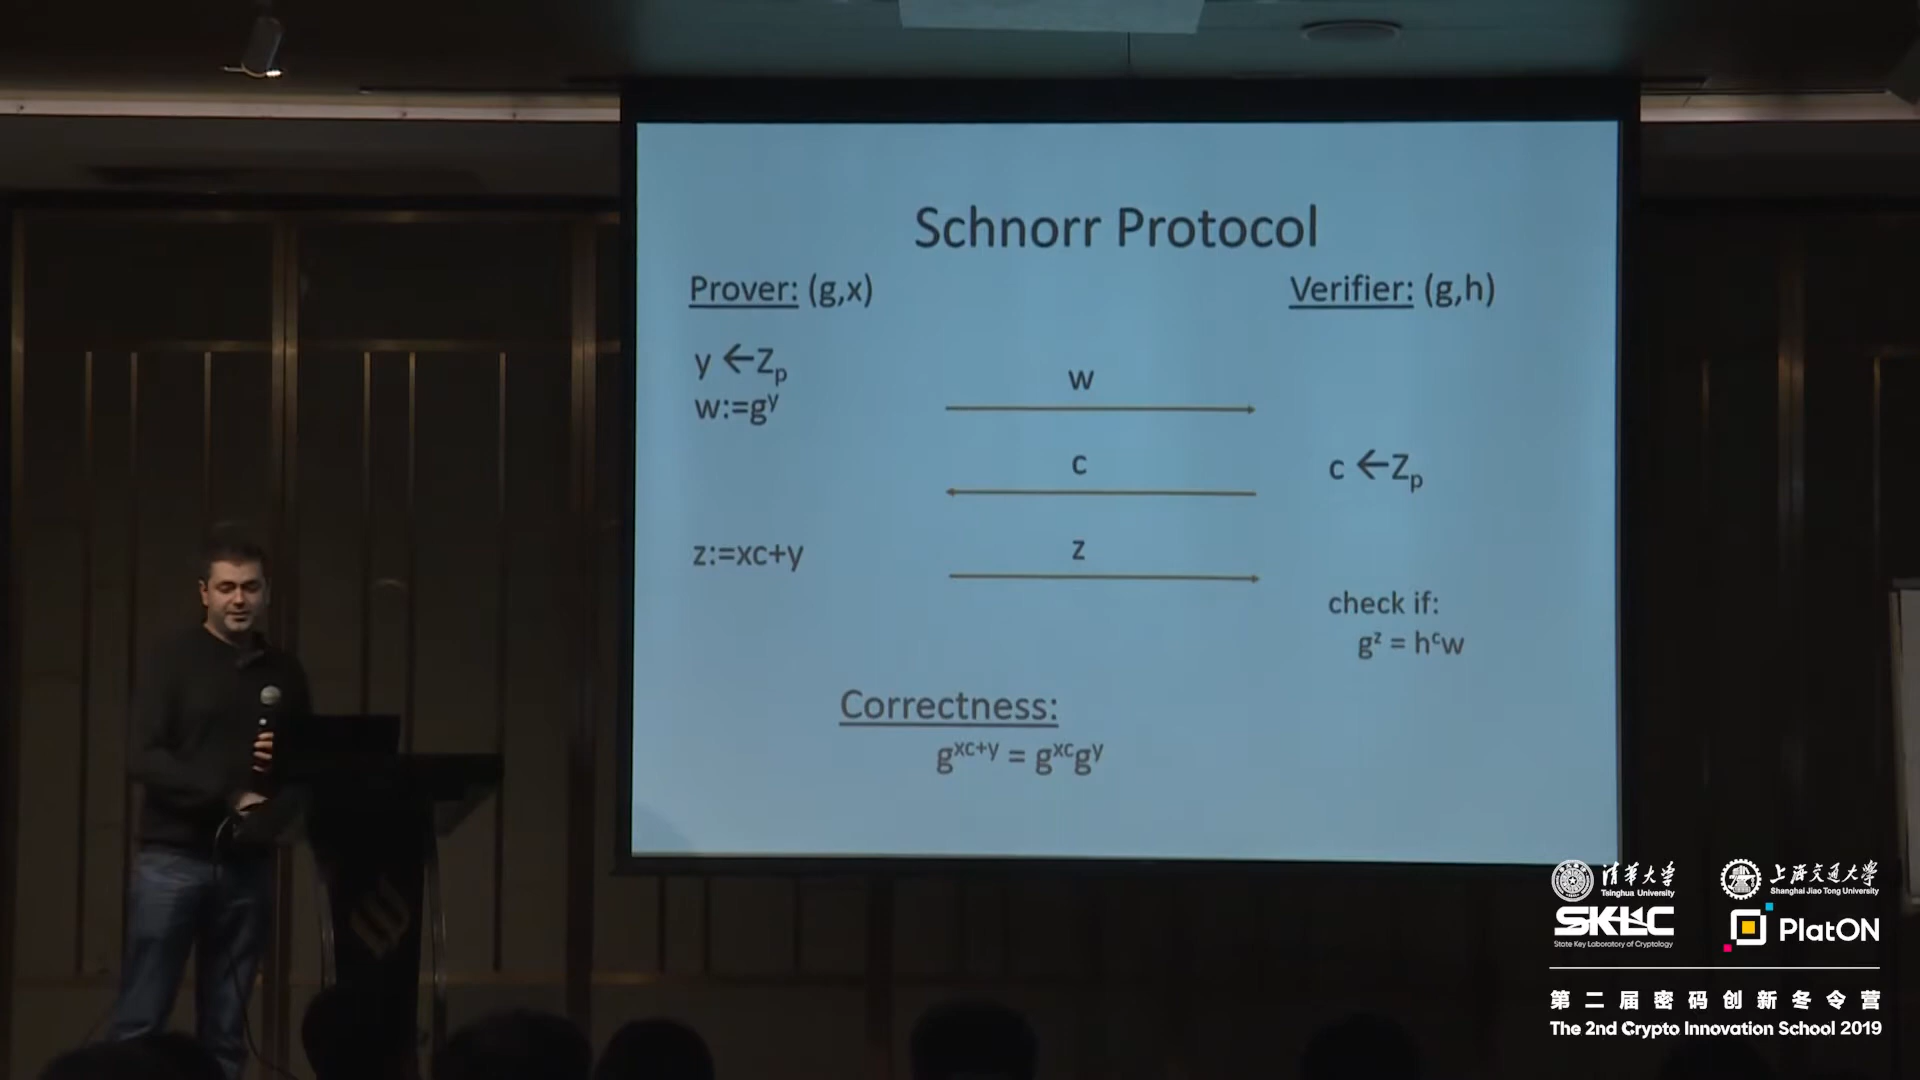 Schnorr Protocol
Prover: (g,x)
Verifier: (g,h)
y ←Zₚ
w:=gʸ
w
c
c ←Zₚ
z:=xc+y
z
check if:
gᶻ = hᶜw
Correctness:
gˣᶜ⁺ʸ = gˣᶜgʸ
清华大学
Tsinghua University
上海交通大学
Shanghai Jiao Tong University
SKLC
State Key Laboratory of Cryptology
PlatON
第二届密码创新冬令营
The 2nd Crypto Innovation School 2019